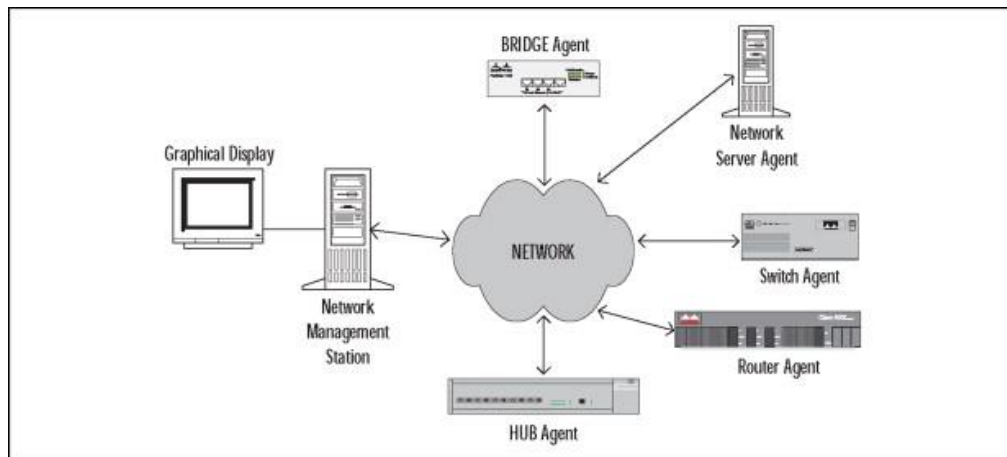 BRIDGE Agent
Network
Server Agent
Graphical Display
NETWORK
Switch Agent
Network
Management
Station
Router Agent
HUB Agent